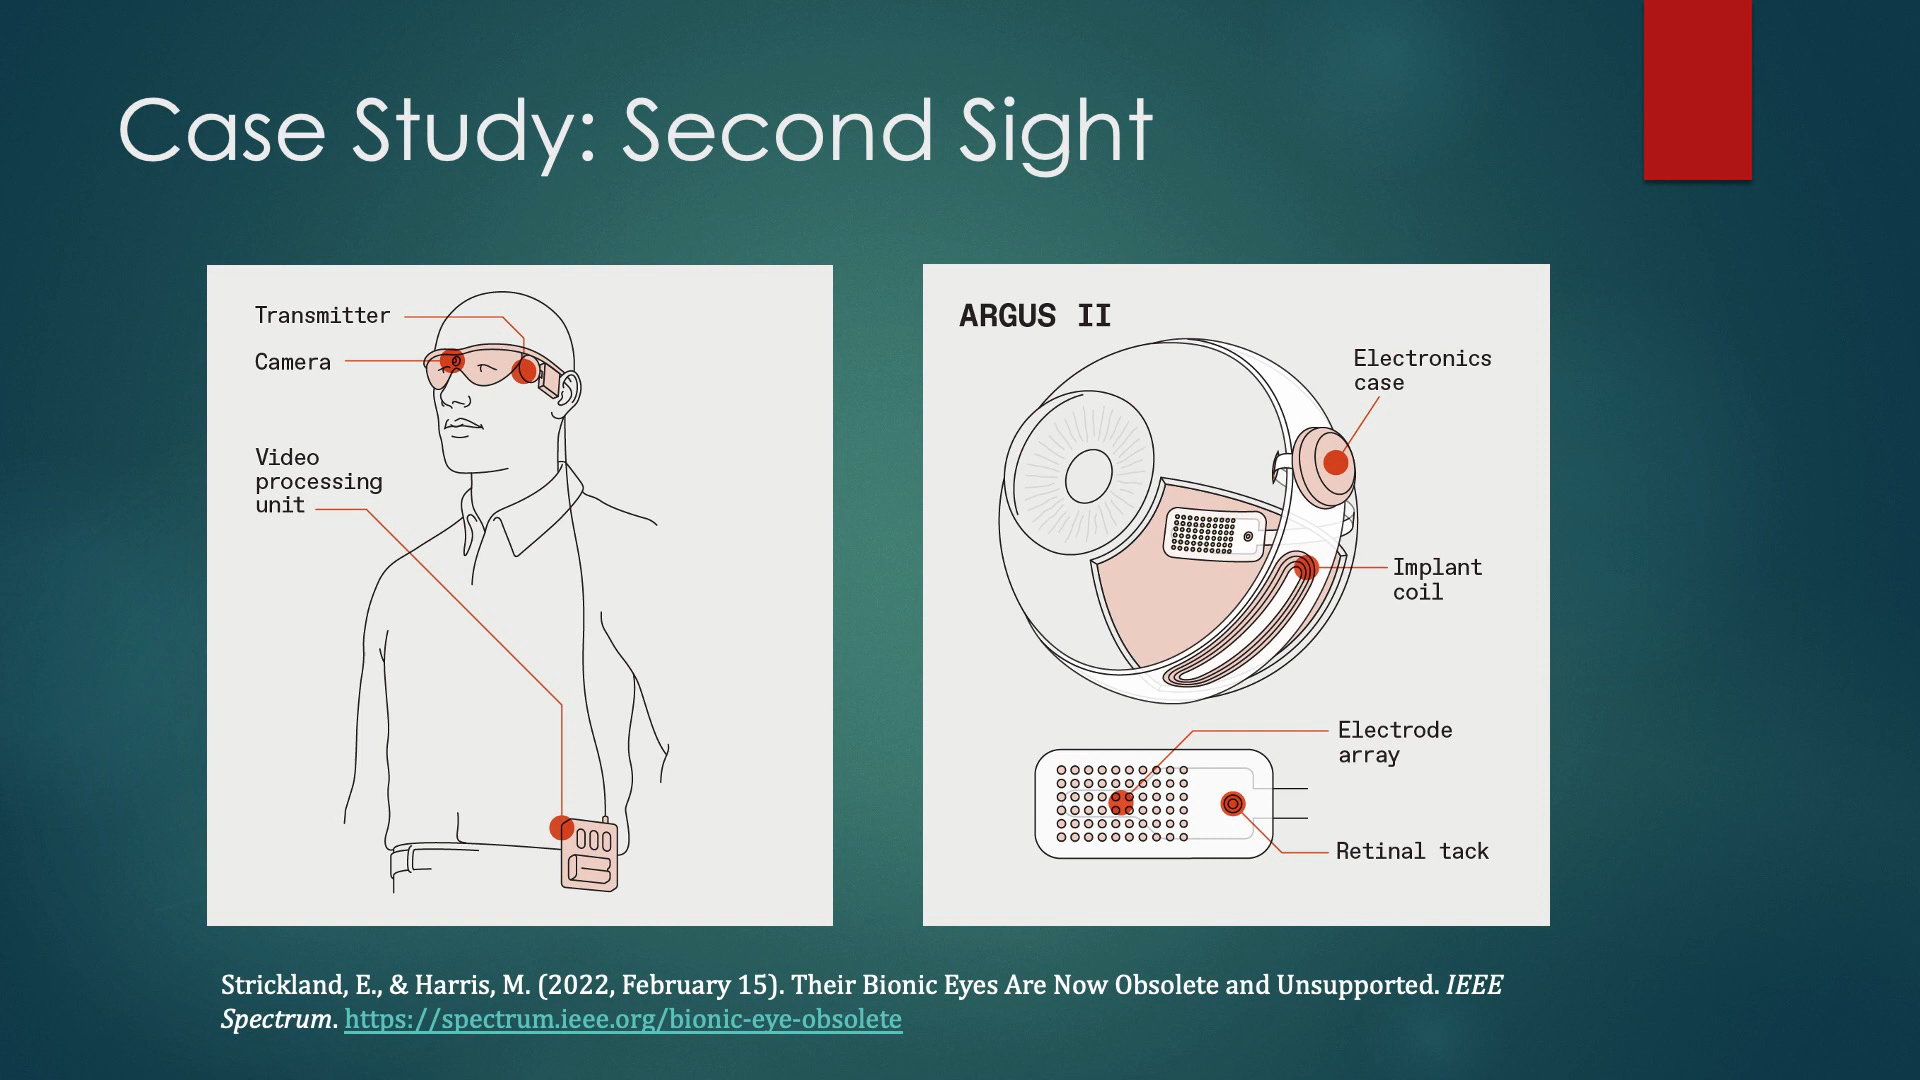 Case Study: Second Sight
Transmitter
Camera
Video
processing
unit
ARGUS II
Electronics
case
Implant
coil
Electrode
array
Retinal tack
Strickland, E., & Harris, M. (2022, February 15). Their Bionic Eyes Are Now Obsolete and Unsupported. IEEE
Spectrum. https://spectrum.ieee.org/bionic-eye-obsolete